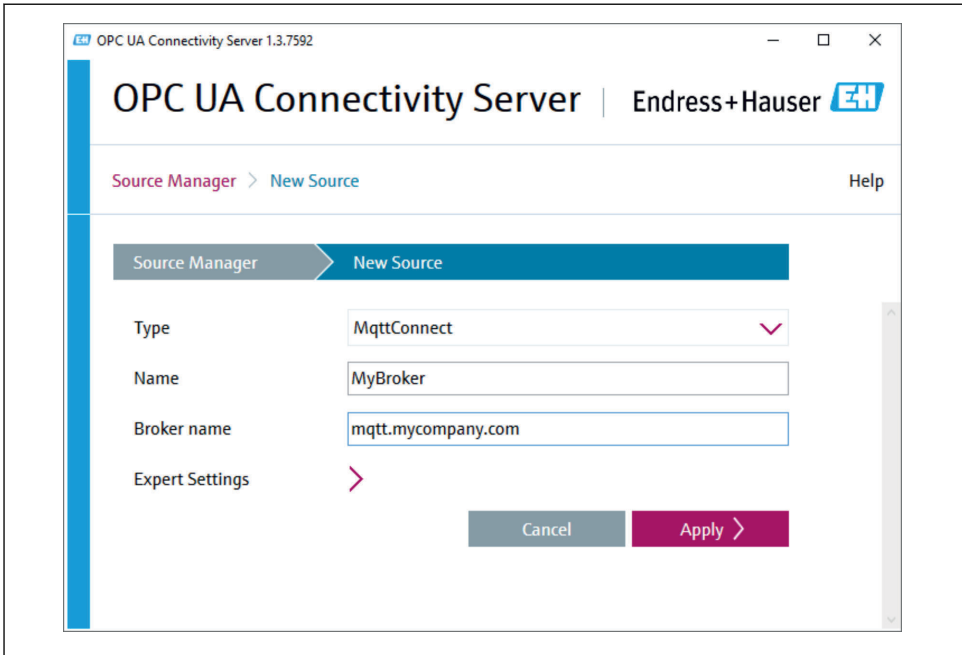 OPC UA Connectivity Server 1.3.7592
OPC UA Connectivity Server
Endress+Hauser EH
Source Manager > New Source
Help
Source Manager
New Source
Type
MqttConnect
Name
MyBroker
Broker name
mqtt.mycompany.com
Expert Settings
Cancel
Apply